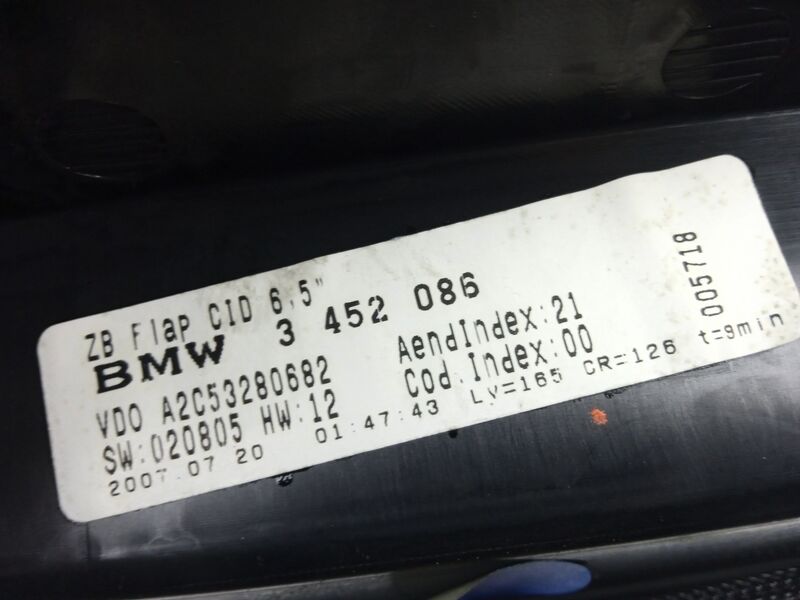 ZB Flap CID 6,5"
BMW 3 452 086
VDO A2C53280682 AendIndex:21
SW:020805 HW:12 Cod.Index:00
2007.07 20 01:47:43 Lv=165 CR=126 t=9min
005718